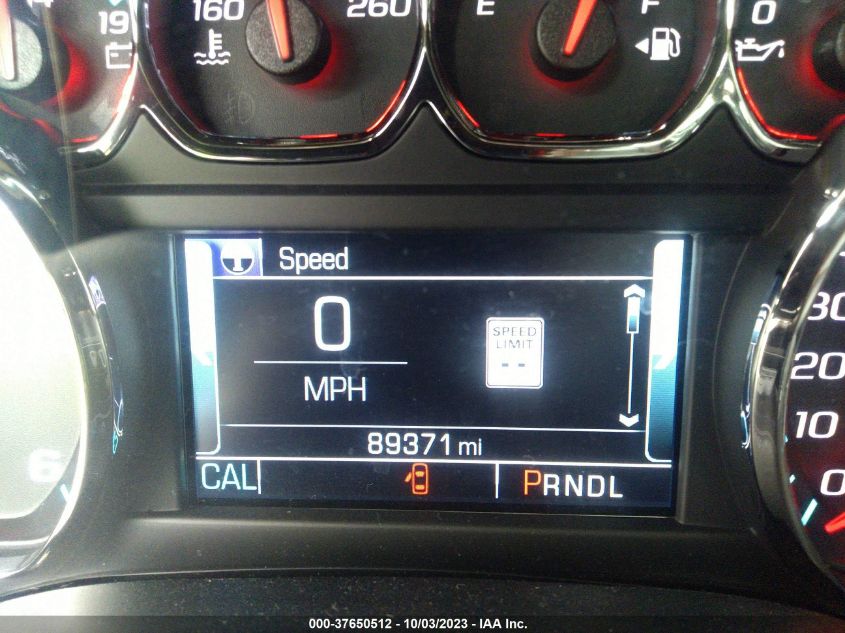 19
160 260
E F
0
Speed
0
MPH
SPEED
LIMIT
--
89371 mi
CAL
PRNDL
6
30
20
10
0
000-37650512 - 10/03/2023 - IAA Inc.